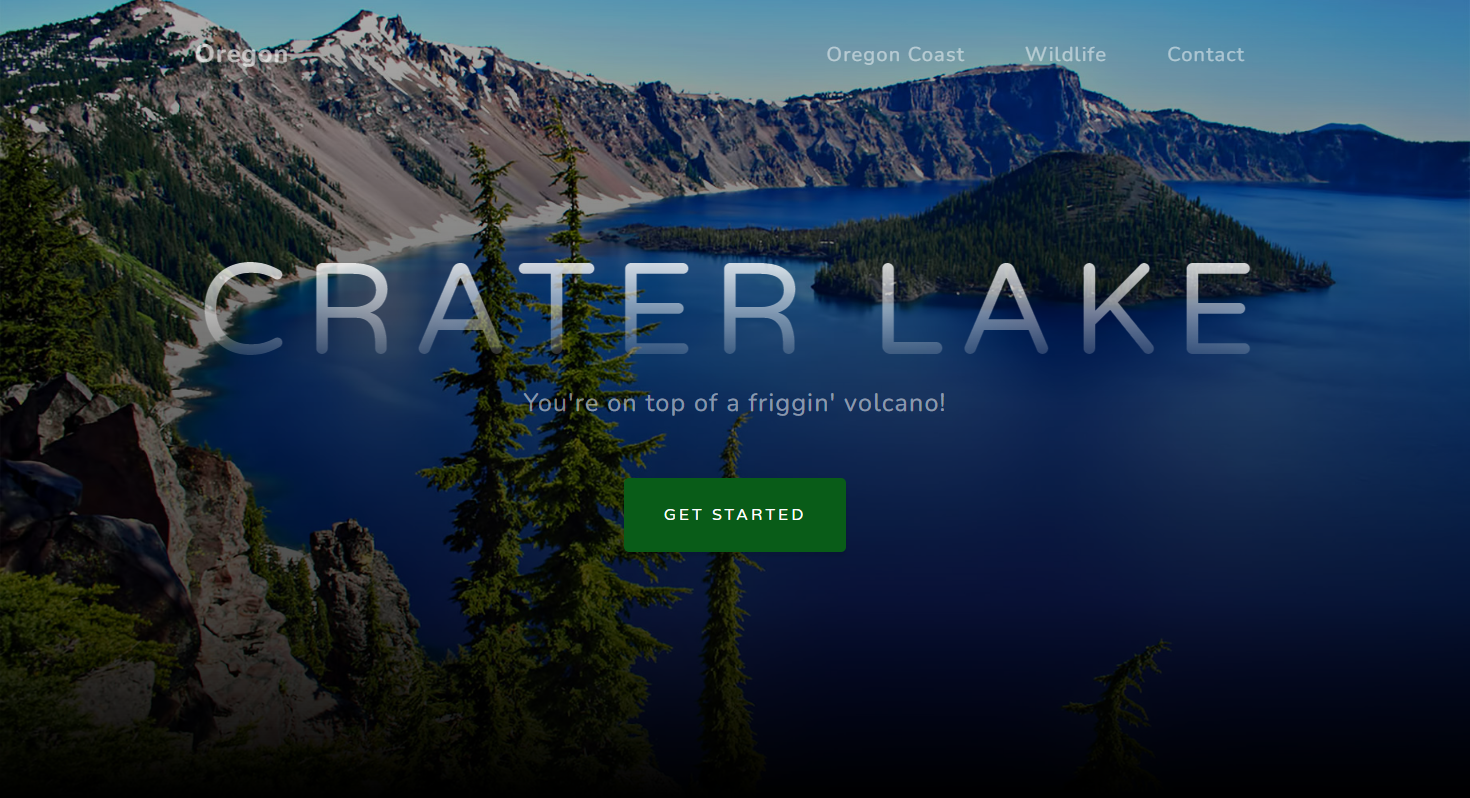 Oregon
Oregon Coast Wildlife Contact
CRATER LAKE
You're on top of a friggin' volcano!
GET STARTED